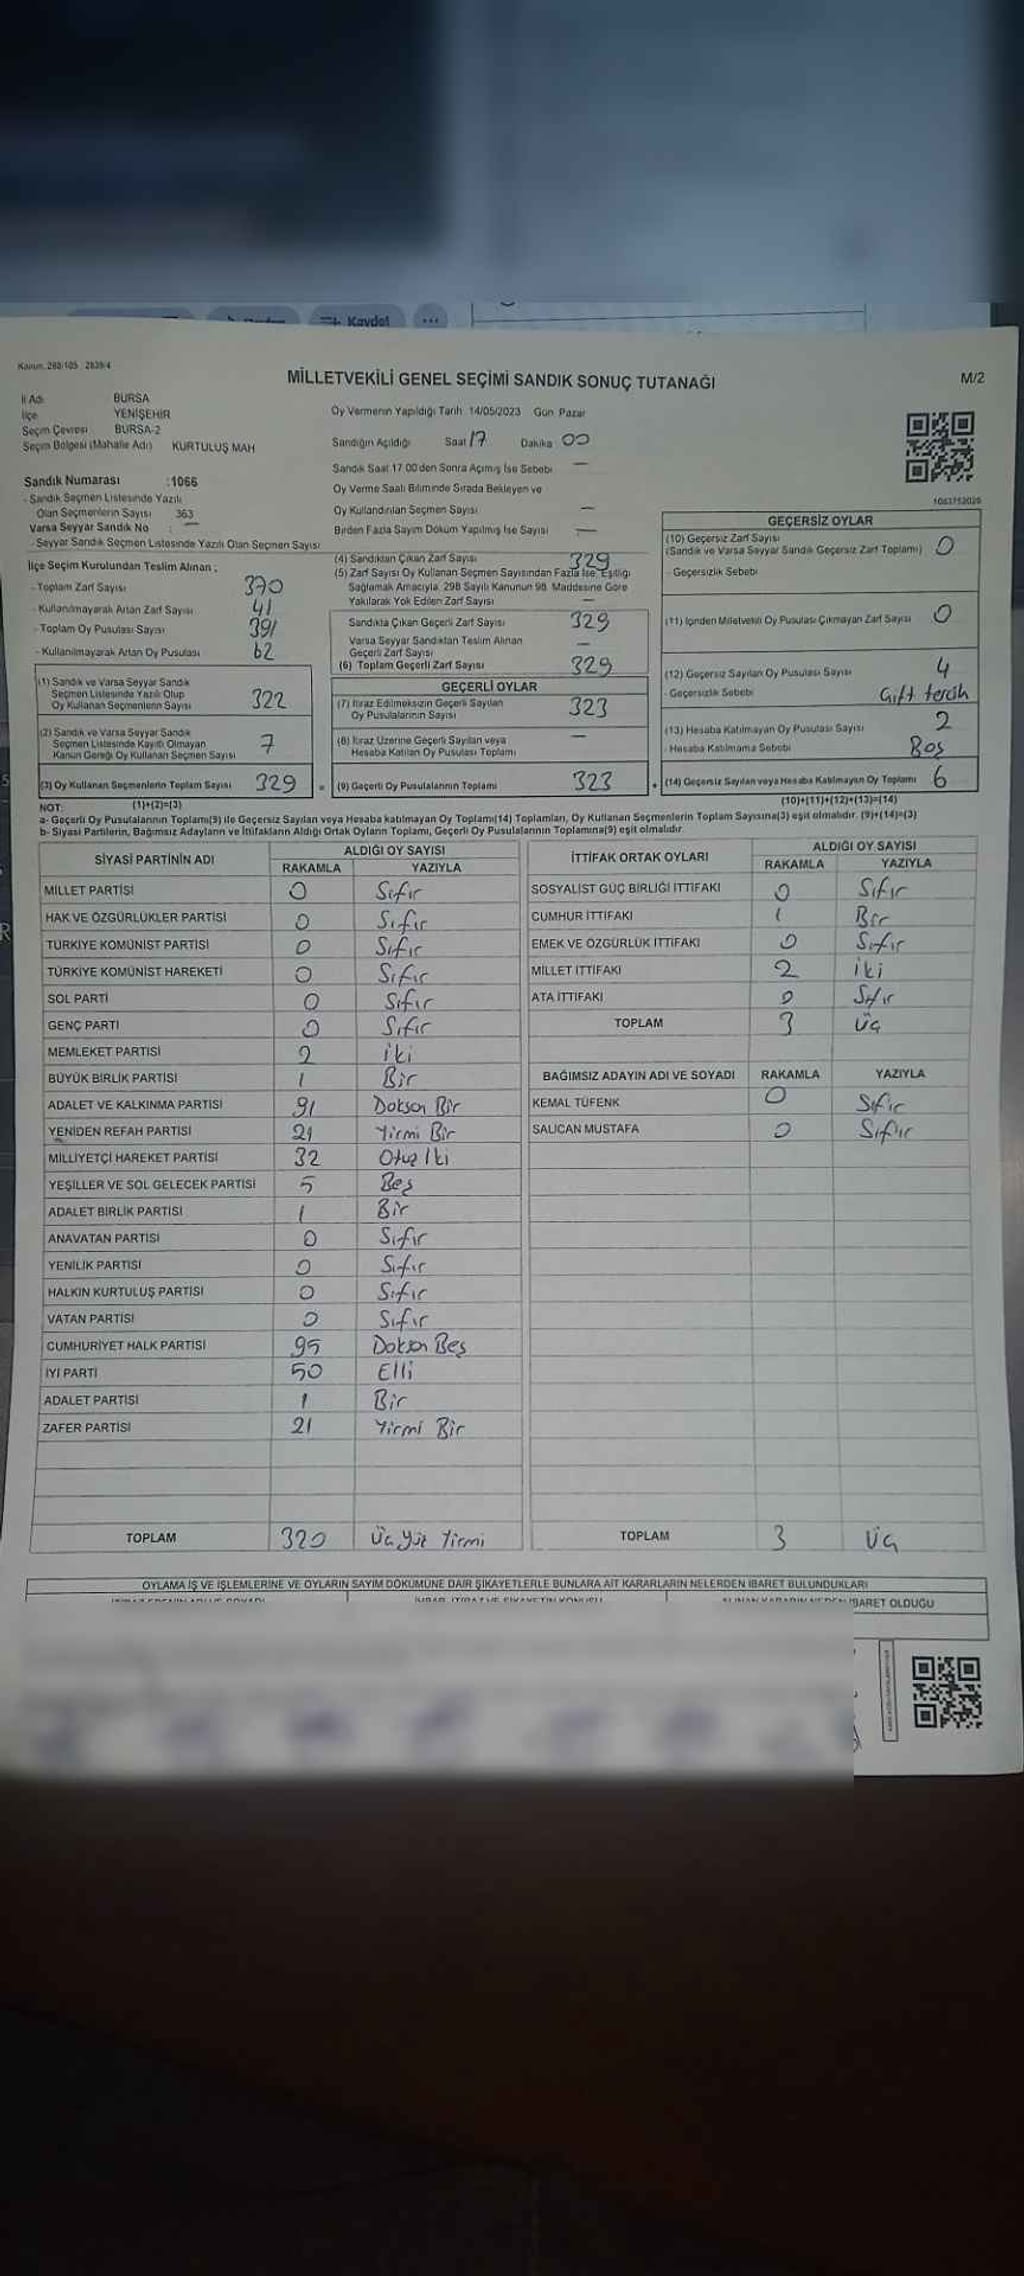 Kaydet ...
Kanun: 298/105 2839/4
MİLLETVEKİLİ GENEL SEÇİMİ SANDIK SONUÇ TUTANAĞI
M/2
İl Adı BURSA
İlçe YENİŞEHİR
Seçim Çevresi BURSA-2
Seçim Bölgesi (Mahalle Adı) KURTULUŞ MAH
Oy Vermenin Yapıldığı Tarih 14/05/2023 Gün Pazar
Sandığın Açıldığı Saat 17 Dakika 00
Sandık Saat 17 00 den Sonra Açılmış İse Sebebi —
Oy Verme Saati Bitiminde Sırada Bekleyen ve
Oy Kullandırılan Seçmen Sayısı —
Birden Fazla Sayım Döküm Yapılmış İse Sayısı —
Sandık Numarası :1066
- Sandık Seçmen Listesinde Yazılı
Olan Seçmenlerin Sayısı 363
Varsa Seyyar Sandık No : —
- Seyyar Sandık Seçmen Listesinde Yazılı Olan Seçmen Sayısı
İlçe Seçim Kurulundan Teslim Alınan ;
- Toplam Zarf Sayısı 370
- Kullanılmayarak Artan Zarf Sayısı 41
- Toplam Oy Pusulası Sayısı 391
- Kullanılmayarak Artan Oy Pusulası 62
(1) Sandık ve Varsa Seyyar Sandık
Seçmen Listesinde Yazılı Olup
Oy Kullanan Seçmenlerin Sayısı 322
(2) Sandık ve Varsa Seyyar Sandık
Seçmen Listesinde Kayıtlı Olmayan
Kanun Gereği Oy Kullanan Seçmen Sayısı 7
(3) Oy Kullanan Seçmenlerin Toplam Sayısı 329
(4) Sandıktan Çıkan Zarf Sayısı 329
(5) Zarf Sayısı Oy Kullanan Seçmen Sayısından Fazla İse, Eşitliği
Sağlamak Amacıyla, 298 Sayılı Kanunun 98. Maddesine Göre
Yakılarak Yok Edilen Zarf Sayısı —
Sandıkta Çıkan Geçerli Zarf Sayısı 329
Varsa Seyyar Sandıktan Teslim Alınan
Geçerli Zarf Sayısı —
(6) Toplam Geçerli Zarf Sayısı 329
GEÇERLİ OYLAR
(7) İtiraz Edilmeksizin Geçerli Sayılan
Oy Pusulalarının Sayısı 323
(8) İtiraz Üzerine Geçerli Sayılan veya
Hesaba Katılan Oy Pusulası Toplamı —
= (9) Geçerli Oy Pusulalarının Toplamı 323
1063752020
GEÇERSİZ OYLAR
(10) Geçersiz Zarf Sayısı
(Sandık ve Varsa Seyyar Sandık Geçersiz Zarf Toplamı) 0
- Geçersizlik Sebebi
(11) İçinden Milletvekili Oy Pusulası Çıkmayan Zarf Sayısı 0
(12) Geçersiz Sayılan Oy Pusulası Sayısı 4
- Geçersizlik Sebebi Çift tercih
(13) Hesaba Katılmayan Oy Pusulası Sayısı 2
- Hesaba Katılmama Sebebi Boş
+ (14) Geçersiz Sayılan veya Hesaba Katılmayan Oy Toplamı 6
NOT: (1)+(2)=(3) (10)+(11)+(12)+(13)=(14)
a- Geçerli Oy Pusulalarının Toplamı(9) ile Geçersiz Sayılan veya Hesaba katılmayan Oy Toplamı(14) Toplamları, Oy Kullanan Seçmenlerin Toplam Sayısına(3) eşit olmalıdır. (9)+(14)=(3)
b- Siyasi Partilerin, Bağımsız Adayların ve İttifakların Aldığı Ortak Oyların Toplamı, Geçerli Oy Pusulalarının Toplamına(9) eşit olmalıdır.
SİYASİ PARTİNİN ADI ALDIĞI OY SAYISI
RAKAMLA YAZIYLA
MİLLET PARTİSİ 0 Sıfır
HAK VE ÖZGÜRLÜKLER PARTİSİ 0 Sıfır
TÜRKİYE KOMÜNİST PARTİSİ 0 Sıfır
TÜRKİYE KOMÜNİST HAREKETİ 0 Sıfır
SOL PARTİ 0 Sıfır
GENÇ PARTİ 0 Sıfır
MEMLEKET PARTİSİ 2 iki
BÜYÜK BİRLİK PARTİSİ 1 Bir
ADALET VE KALKINMA PARTİSİ 91 Doksan Bir
YENİDEN REFAH PARTİSİ 21 Yirmi Bir
MİLLİYETÇİ HAREKET PARTİSİ 32 Otuz İki
YEŞİLLER VE SOL GELECEK PARTİSİ 5 Beş
ADALET BİRLİK PARTİSİ 1 Bir
ANAVATAN PARTİSİ 0 Sıfır
YENİLİK PARTİSİ 0 Sıfır
HALKIN KURTULUŞ PARTİSİ 0 Sıfır
VATAN PARTİSİ 0 Sıfır
CUMHURİYET HALK PARTİSİ 95 Doksan Beş
İYİ PARTİ 50 Elli
ADALET PARTİSİ 1 Bir
ZAFER PARTİSİ 21 Yirmi Bir
TOPLAM 320 Üç Yüz Yirmi
İTTİFAK ORTAK OYLARI ALDIĞI OY SAYISI
RAKAMLA YAZIYLA
SOSYALİST GÜÇ BİRLİĞİ İTTİFAKI 0 Sıfır
CUMHUR İTTİFAKI 1 Bir
EMEK VE ÖZGÜRLÜK İTTİFAKI 0 Sıfır
MİLLET İTTİFAKI 2 iki
ATA İTTİFAKI 0 Sıfır
TOPLAM 3 Üç
BAĞIMSIZ ADAYIN ADI VE SOYADI RAKAMLA YAZIYLA
KEMAL TÜFENK 0 Sıfır
SALİCAN MUSTAFA 0 Sıfır
TOPLAM 3 Üç
OYLAMA İŞ VE İŞLEMLERİNE VE OYLARIN SAYIM DÖKÜMÜNE DAİR ŞİKAYETLERLE BUNLARA AİT KARARLARIN NELERDEN İBARET BULUNDUKLARI
İBARET OLDUĞU